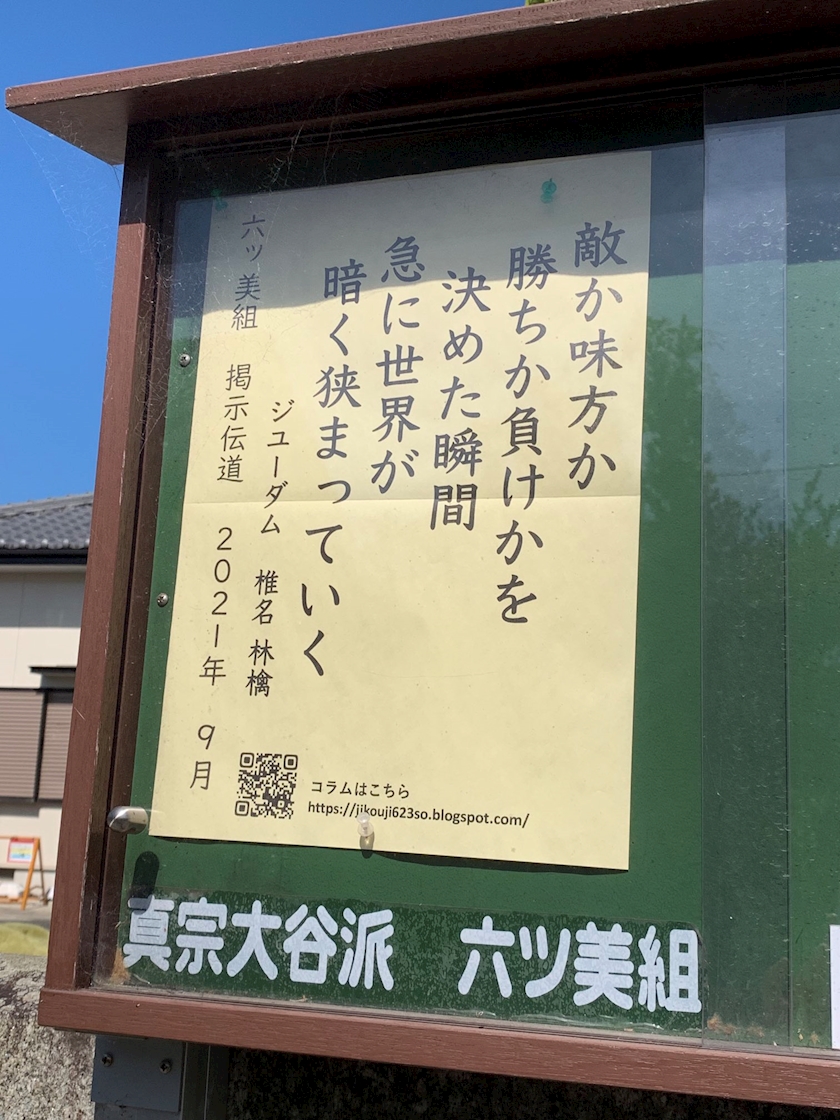 敵か味方か
勝ちか負けかを
決めた瞬間
急に世界が
暗く狭まっていく
ジユーダム 椎名 林檎
六ッ美組 掲示伝道 2021年 9月
コラムはこちら
https://jikouji623so.blogspot.com/
真宗大谷派 六ツ美組